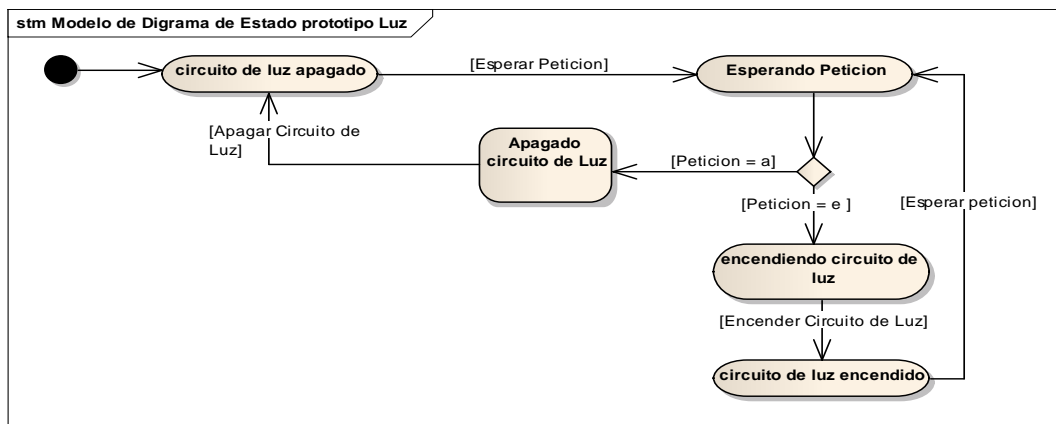 stm Modelo de Digrama de Estado prototipo Luz
circuito de luz apagado
[Esperar Peticion]
Esperando Peticion
[Apagar Circuito de
Luz]
Apagado
circuito de Luz
[Peticion = a]
[Peticion = e ]
[Esperar peticion]
encendiendo circuito de
luz
[Encender Circuito de Luz]
circuito de luz encendido